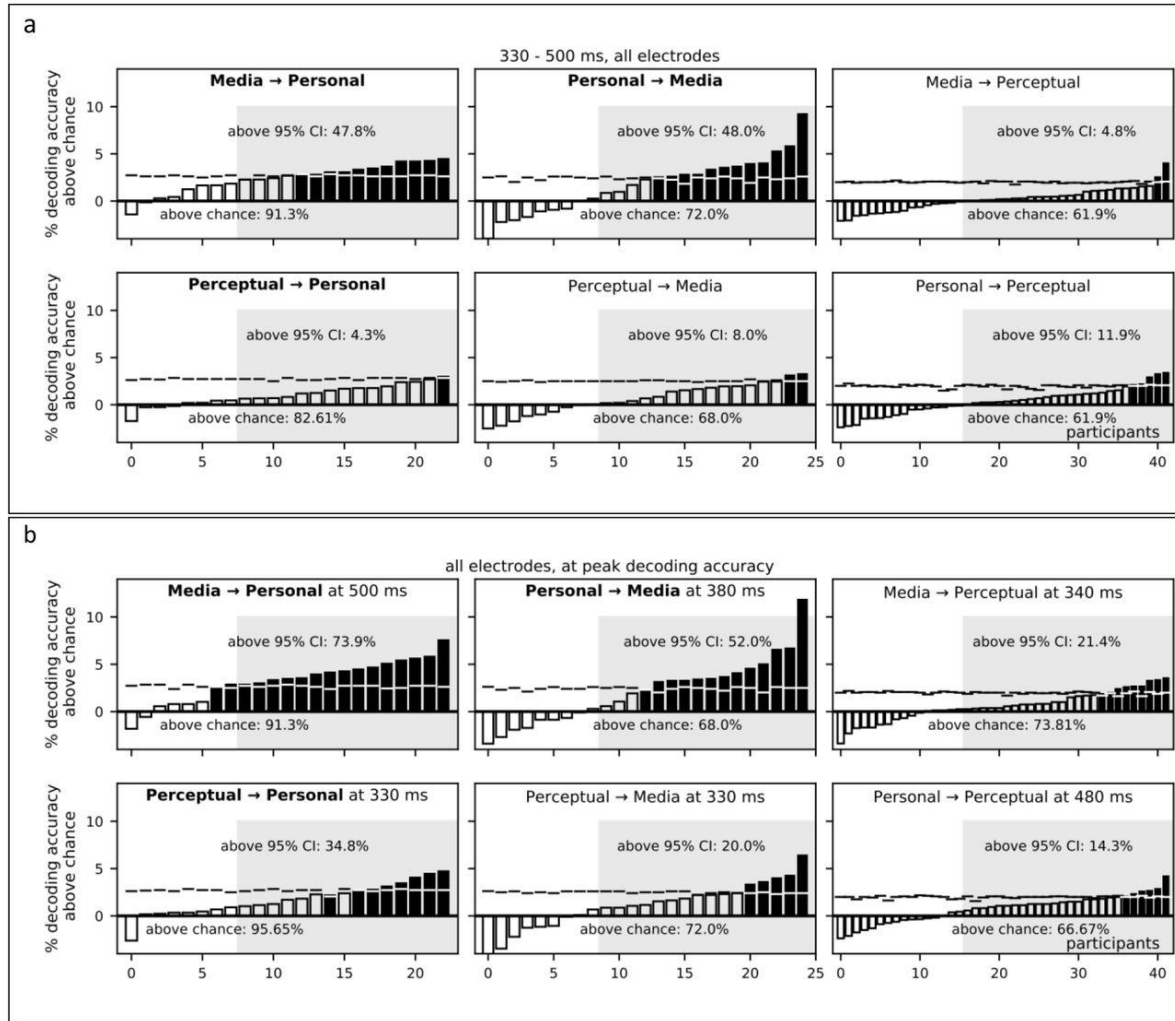 a
330 - 500 ms, all electrodes
Media → Personal
Personal → Media
Media → Perceptual
% decoding accuracy
above chance
10
5
0
above 95% CI: 47.8%
above chance: 91.3%
above 95% CI: 48.0%
above chance: 72.0%
above 95% CI: 4.8%
above chance: 61.9%
Perceptual → Personal
Perceptual → Media
Personal → Perceptual
% decoding accuracy
above chance
10
5
0
above 95% CI: 4.3%
above chance: 82.61%
above 95% CI: 8.0%
above chance: 68.0%
above 95% CI: 11.9%
above chance: 61.9%
participants
0 5 10 15 20
0 5 10 15 20 25
0 10 20 30 40
b
all electrodes, at peak decoding accuracy
Media → Personal at 500 ms
Personal → Media at 380 ms
Media → Perceptual at 340 ms
% decoding accuracy
above chance
10
5
0
above 95% CI: 73.9%
above chance: 91.3%
above 95% CI: 52.0%
above chance: 68.0%
above 95% CI: 21.4%
above chance: 73.81%
Perceptual → Personal at 330 ms
Perceptual → Media at 330 ms
Personal → Perceptual at 480 ms
% decoding accuracy
above chance
10
5
0
above 95% CI: 34.8%
above chance: 95.65%
above 95% CI: 20.0%
above chance: 72.0%
above 95% CI: 14.3%
above chance: 66.67%
participants
0 5 10 15 20
0 5 10 15 20 25
0 10 20 30 40